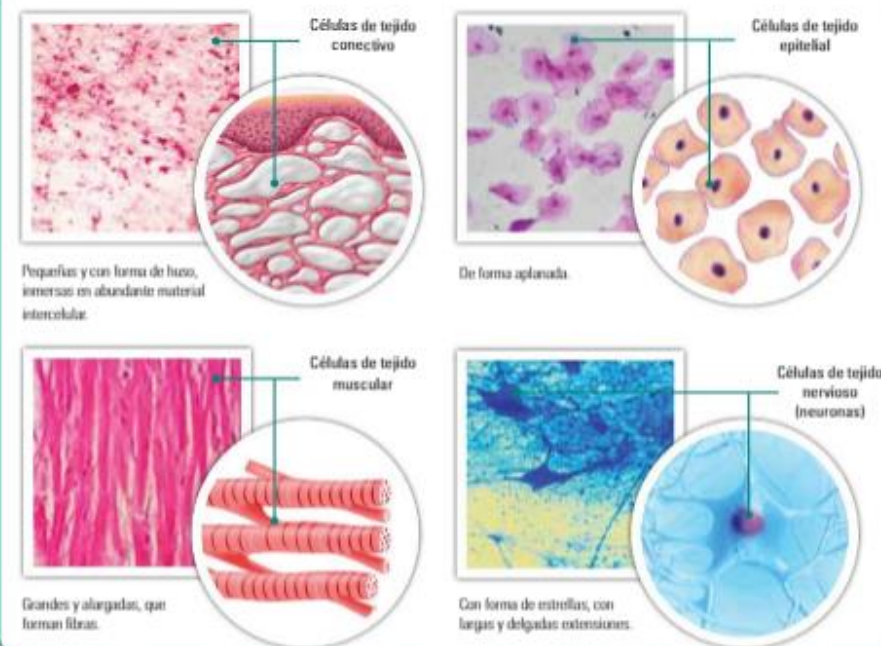 Células de tejido
conectivo
Pequeñas y con forma de huso,
inmersas en abundante material
intercelular.
Células de tejido
epitelial
De forma aplanada.
Células de tejido
muscular
Grandes y alargadas, que
forman fibras.
Células de tejido
nervioso
(neuronas)
Con forma de estrellas, con
largas y delgadas extensiones.